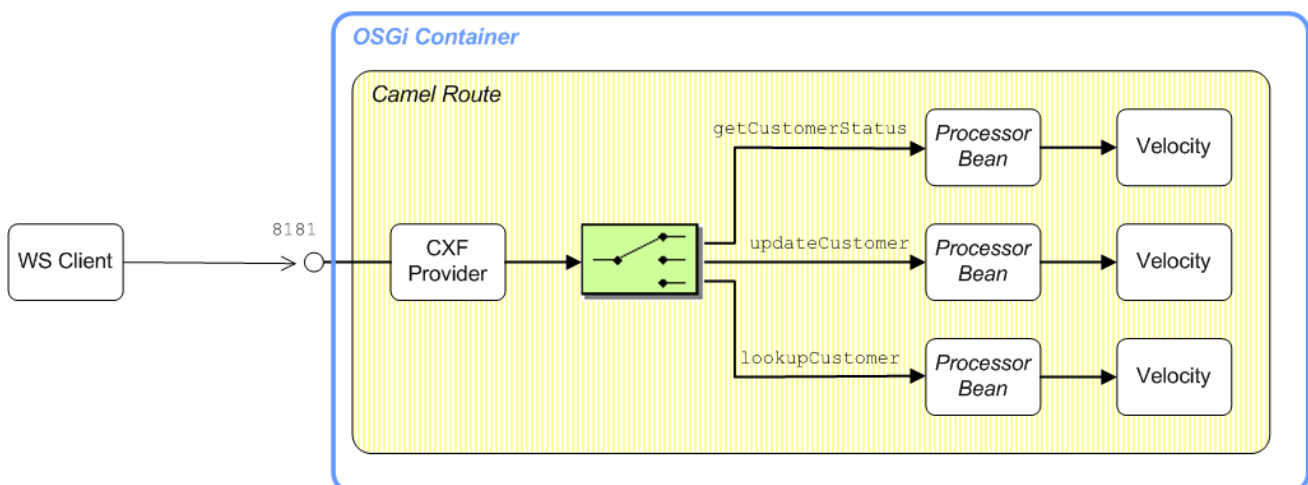 OSGi Container
Camel Route
getCustomerStatus
Processor
Bean
Velocity
8181
WS Client
CXF
Provider
updateCustomer
Processor
Bean
Velocity
lookupCustomer
Processor
Bean
Velocity